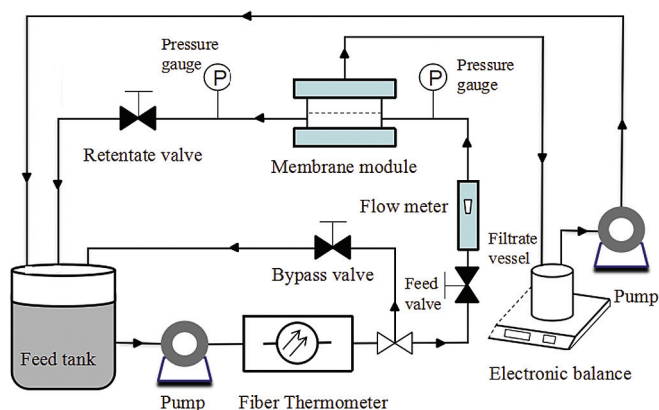 Pressure
gauge
P
Pressure
gauge
P
Retentate valve
Membrane module
Flow meter
Filtrate
vessel
Bypass valve
Feed
valve
Pump
Feed tank
Electronic balance
Pump
Fiber Thermometer